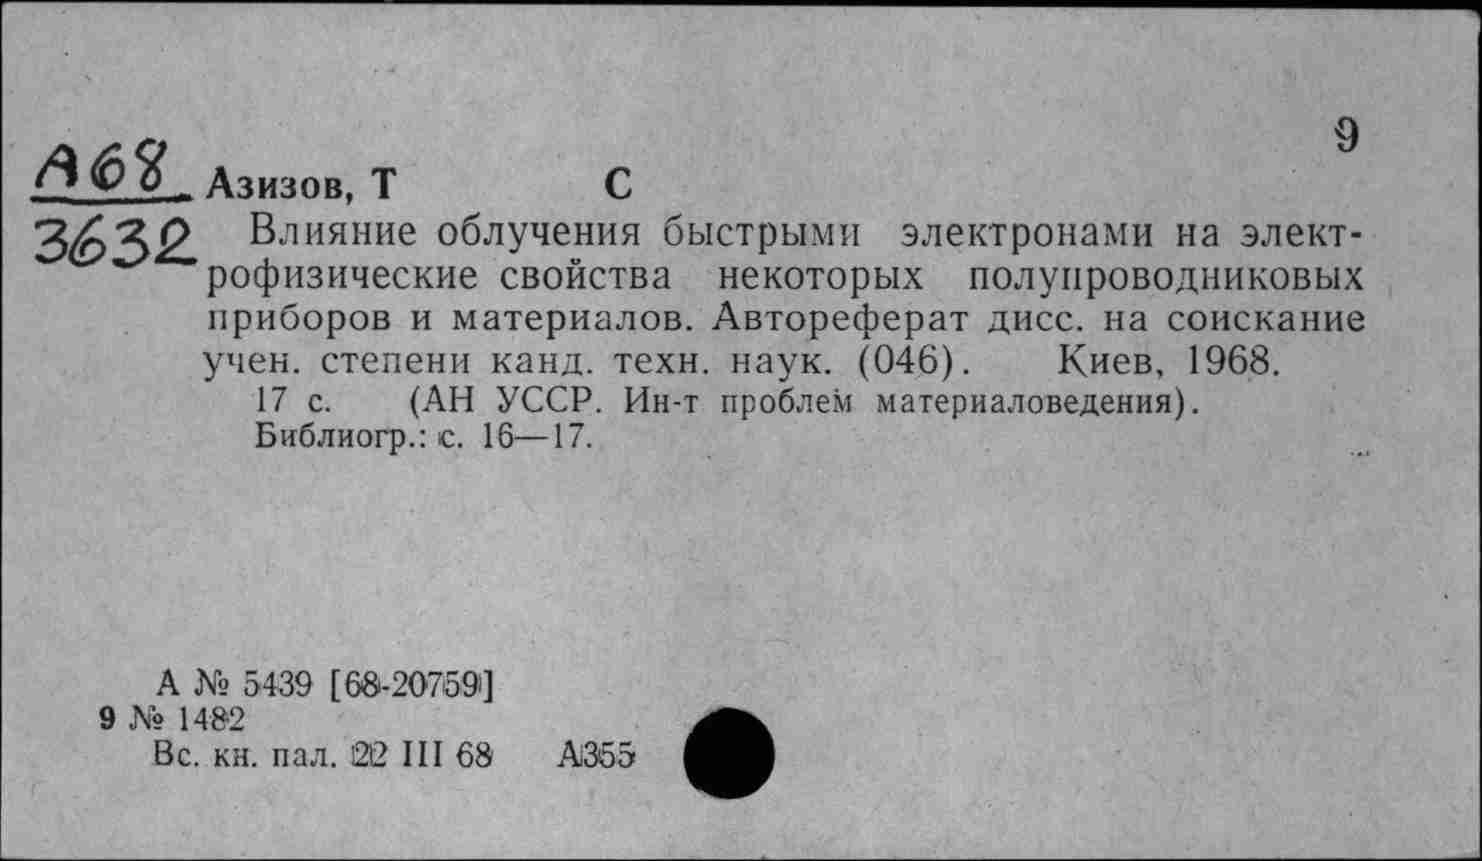 9
А68 Азизов, Т С
3632 Влияние облучения быстрыми электронами на элект-
рофизические свойства некоторых полупроводниковых
приборов и материалов. Автореферат дисс. на соискание
учен. степени канд. техн. наук. (046). Киев, 1968.
17 с. (АН УССР. Ин-т проблем материаловедения).
Библиогр.: с. 16—17.
А № 5439 [68-20759]
9 № 1482
Вс. кн. пал. 22 III 68 А355